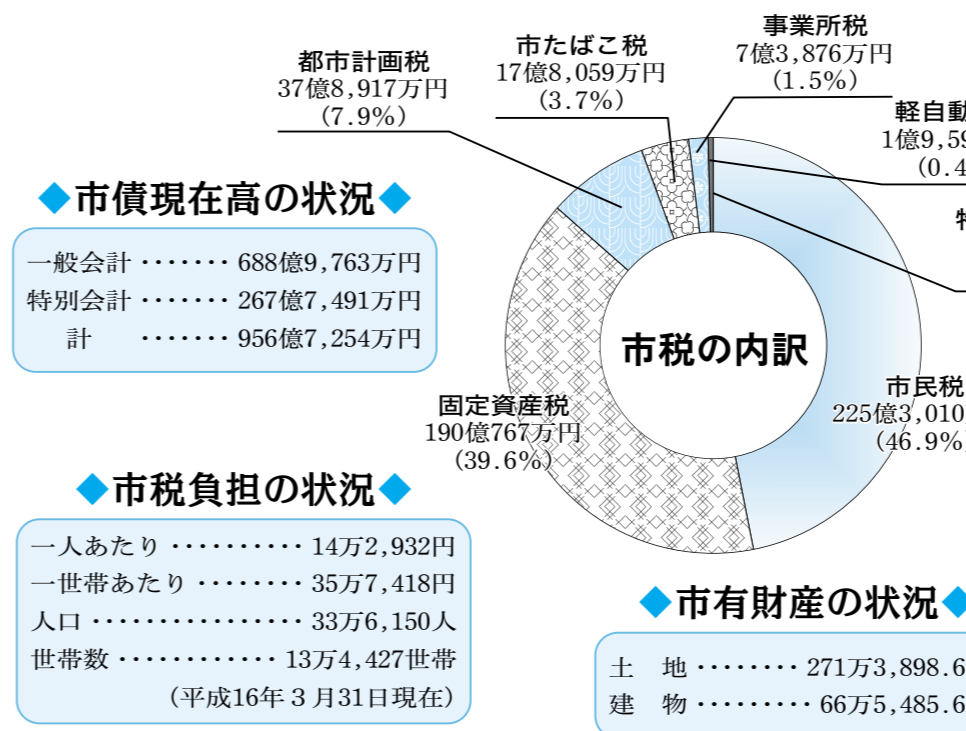 事業所税
7億3,876万円
(1.5%)
市たばこ税
17億8,059万円
(3.7%)
都市計画税
37億8,917万円
(7.9%)
軽自動
1億9,59
(0.4
特
市税の内訳
市民税
225億3,010
(46.9%)
固定資産税
190億767万円
(39.6%)
◆市債現在高の状況◆
一般会計 ······· 688億9,763万円
特別会計 ······· 267億7,491万円
計 ······· 956億7,254万円
◆市税負担の状況◆
一人あたり ·········· 14万2,932円
一世帯あたり ········ 35万7,418円
人口 ················ 33万6,150人
世帯数 ············ 13万4,427世帯
(平成16年3月31日現在)
◆市有財産の状況◆
土 地 ········ 271万3,898.6
建 物 ········· 66万5,485.6